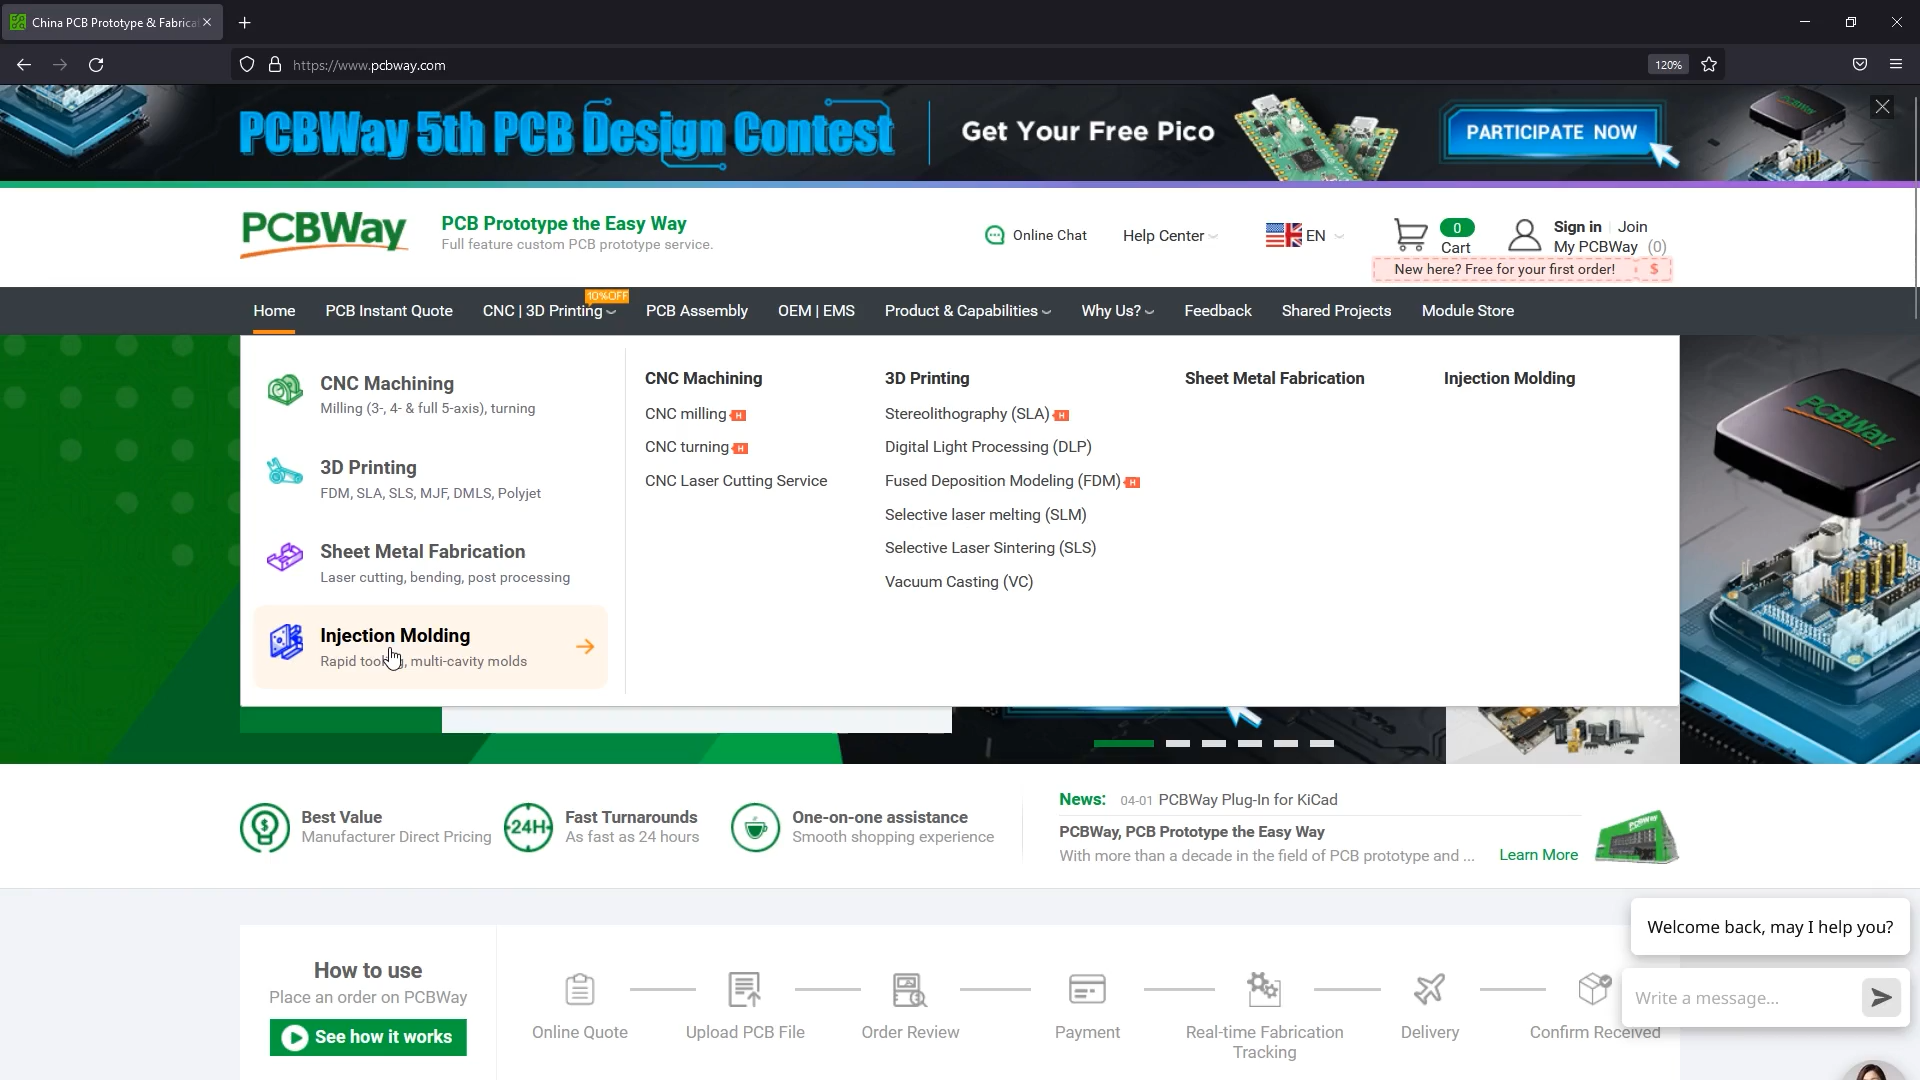 China PCB Prototype & Fabrica
https://www.pcbway.com
120%
PCBWay 5th PCB Design Contest
Get Your Free Pico
PARTICIPATE NOW
PCBWay
PCB Prototype the Easy Way
Full feature custom PCB prototype service.
Online Chat
Help Center
EN
0
Cart
Sign in
Join
My PCBWay (0)
New here? Free for your first order! $
10%OFF
Home
PCB Instant Quote
CNC | 3D Printing
PCB Assembly
OEM | EMS
Product & Capabilities
Why Us?
Feedback
Shared Projects
Module Store
CNC Machining
Milling (3-, 4- & full 5-axis), turning
3D Printing
FDM, SLA, SLS, MJF, DMLS, Polyjet
Sheet Metal Fabrication
Laser cutting, bending, post processing
Injection Molding
Rapid tooling, multi-cavity molds
CNC Machining
CNC milling H
CNC turning H
CNC Laser Cutting Service
3D Printing
Stereolithography (SLA) H
Digital Light Processing (DLP)
Fused Deposition Modeling (FDM) H
Selective laser melting (SLM)
Selective Laser Sintering (SLS)
Vacuum Casting (VC)
Sheet Metal Fabrication
Injection Molding
PCBWay
Best Value
Manufacturer Direct Pricing
24H
Fast Turnarounds
As fast as 24 hours
One-on-one assistance
Smooth shopping experience
News: 04-01 PCBWay Plug-In for KiCad
PCBWay, PCB Prototype the Easy Way
With more than a decade in the field of PCB prototype and ...
Learn More
PCBWay
Welcome back, may I help you?
Write a message...
How to use
Place an order on PCBWay
See how it works
Online Quote
Upload PCB File
Order Review
Payment
Real-time Fabrication
Tracking
Delivery
Confirm Received